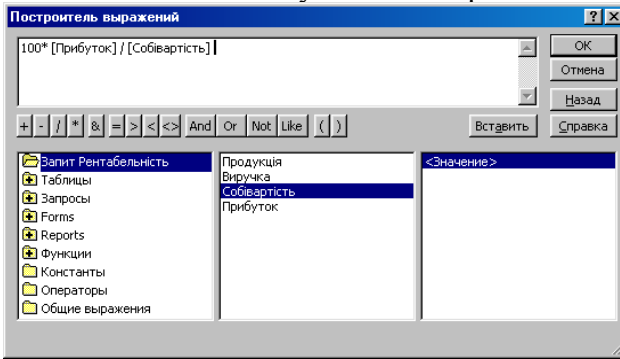 Построитель выражений
100* [Прибуток] / [Собівартість]
OK
Отмена
Назад
+ - / * & = > < <> And Or Not Like ( ) Вставить Справка
Запит Рентабельність
Таблицы
Запросы
Forms
Reports
Функции
Константы
Операторы
Общие выражения
Продукція
Виручка
Собівартість
Прибуток
<Значение>